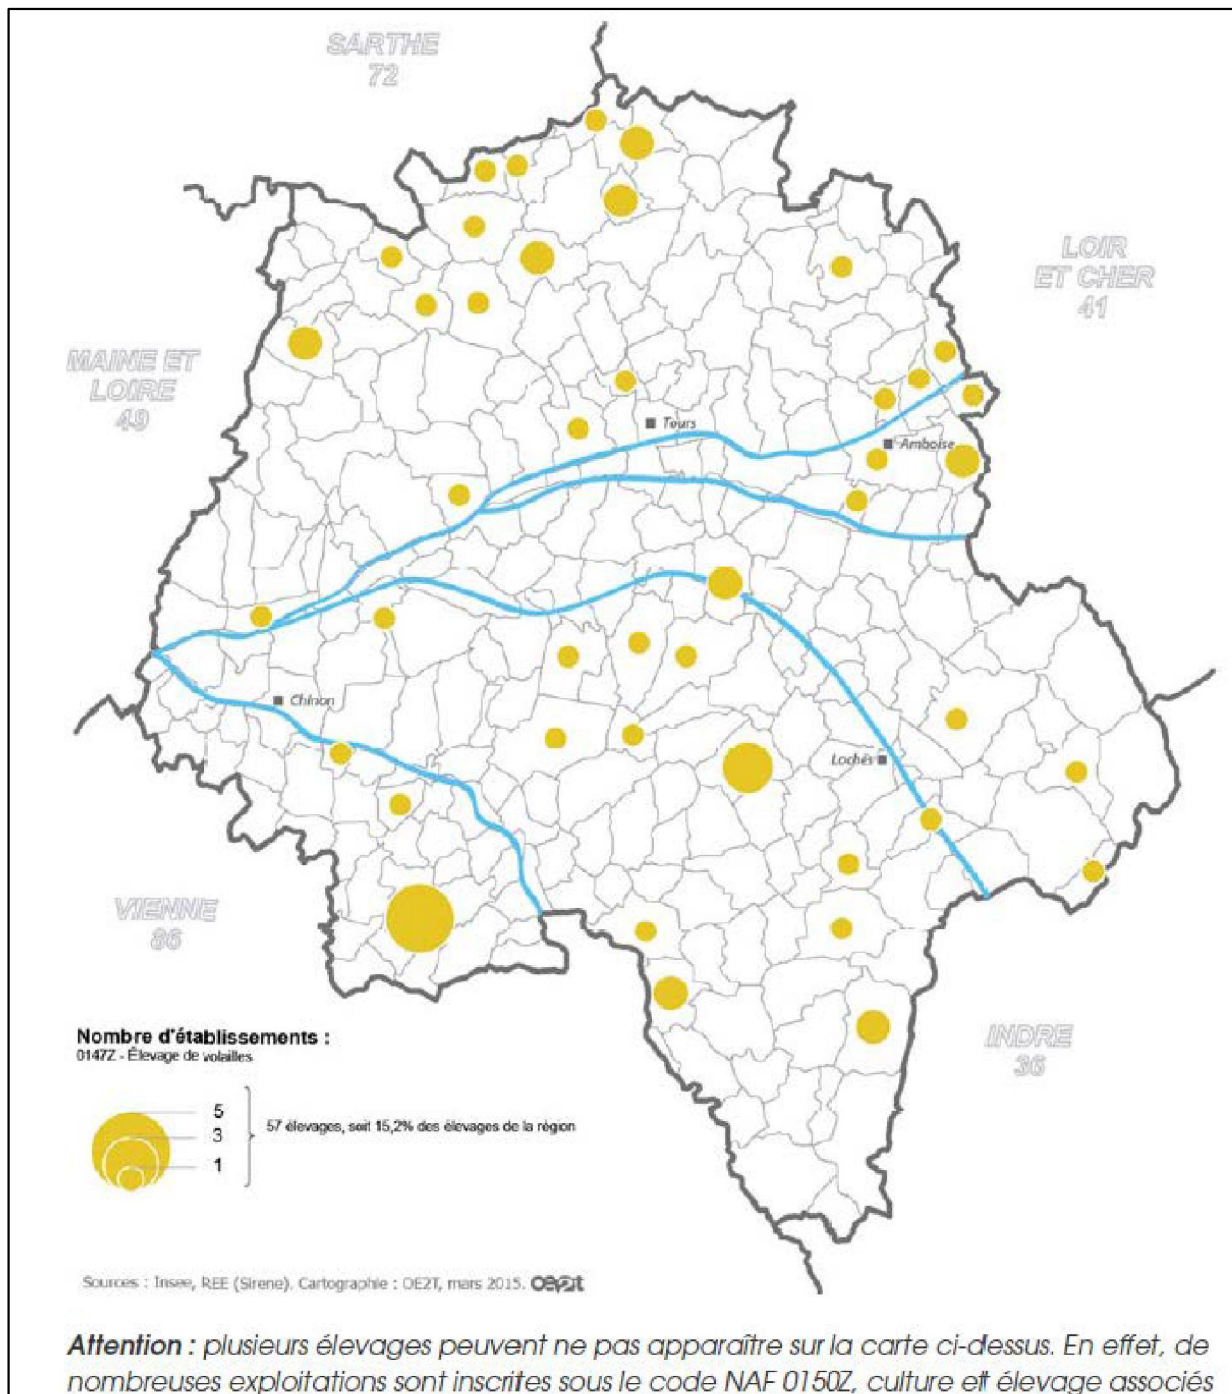 SARTHE
72
LOIR
ET CHER
41
MAINE ET
LOIRE
49
Tours
Amboise
Chinon
Loches
VIENNE
86
INDRE
36
Nombre d'établissements :
0147Z - Élevage de volailles
5
3
1
57 élevages, soit 15,2% des élevages de la région
Sources : Insee, REE (Sirene). Cartographie : OE2T, mars 2015. oe2t
Attention : plusieurs élevages peuvent ne pas apparaître sur la carte ci-dessus. En effet, de
nombreuses exploitations sont inscrites sous le code NAF 0150Z, culture et élevage associés